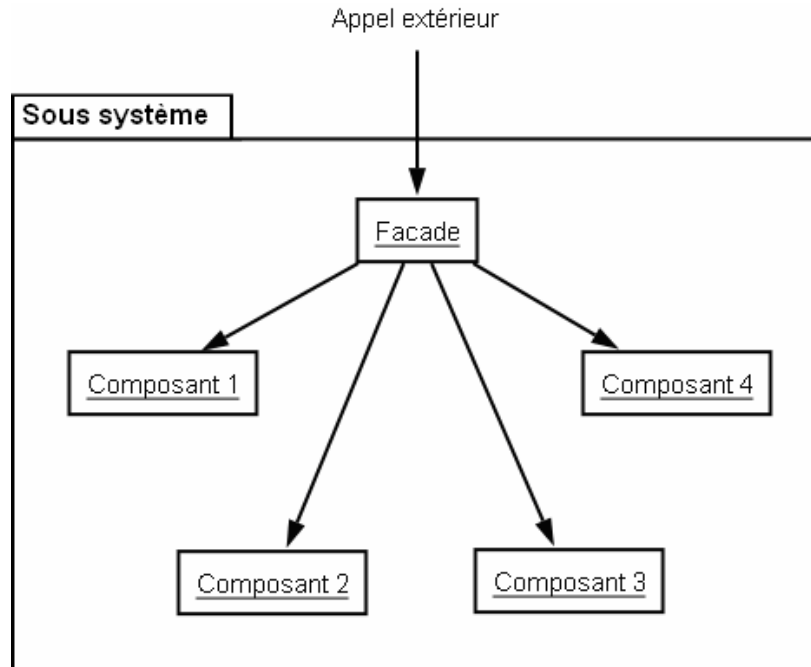 Appel extérieur
Sous système
Facade
Composant 1
Composant 4
Composant 2
Composant 3